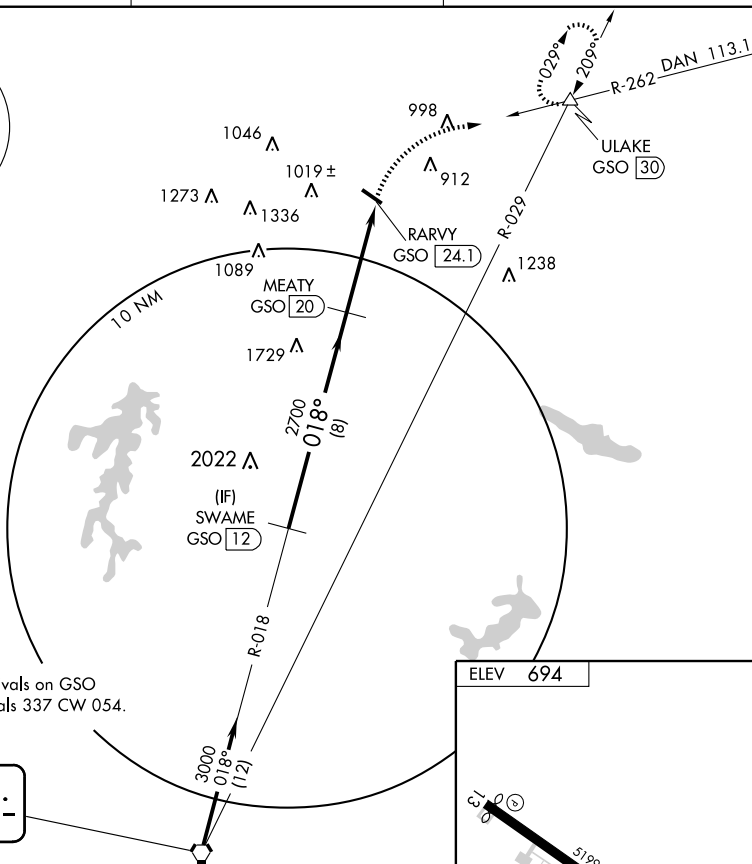 029°
209°
R-262
DAN 113.1
998
1046
ULAKE
GSO 30
1019 ±
912
1273
1336
R-029
RARVY
GSO 24.1
1238
1089
MEATY
GSO 20
10 NM
1729
2700
018°
(8)
2022
(IF)
SWAME
GSO 12
R-018
vals on GSO
als 337 CW 054.
ELEV 694
3000
018°
(12)
13
P
5199